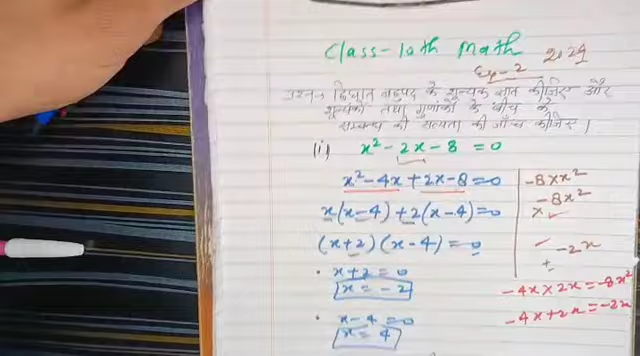 Class-10th Math 2024
Ex-2
प्रश्न-> द्विघात बहुपद के शून्यक ज्ञात कीजिए और
शून्यकों तथा गुणांकों के बीच के
सम्बन्ध की सत्यता की जाँच कीजिए।
(i) x² - 2x - 8 = 0
x² - 4x + 2x - 8 = 0
x(x-4) + 2(x-4) = 0
(x+2)(x-4) = 0
• x+2 = 0
x = -2
• x-4 = 0
x = 4
-8 x x²
-8x²
x ✓
✓ -2x
+
-4x × 2x = -8x²
-4x + 2x = -2x